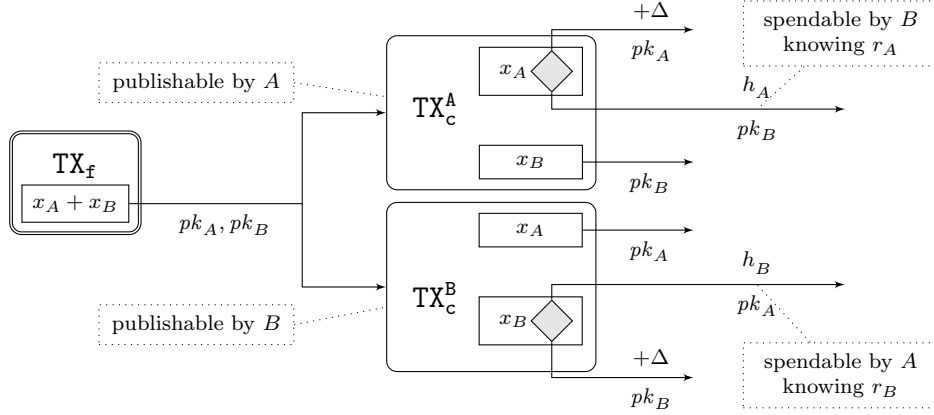 +Δ
pk_A
spendable by B
knowing r_A
publishable by A
x_A
TX_c^A
h_A
pk_B
x_B
pk_B
TX_f
x_A + x_B
pk_A, pk_B
x_A
pk_A
TX_c^B
h_B
pk_A
publishable by B
x_B
+Δ
pk_B
spendable by A
knowing r_B